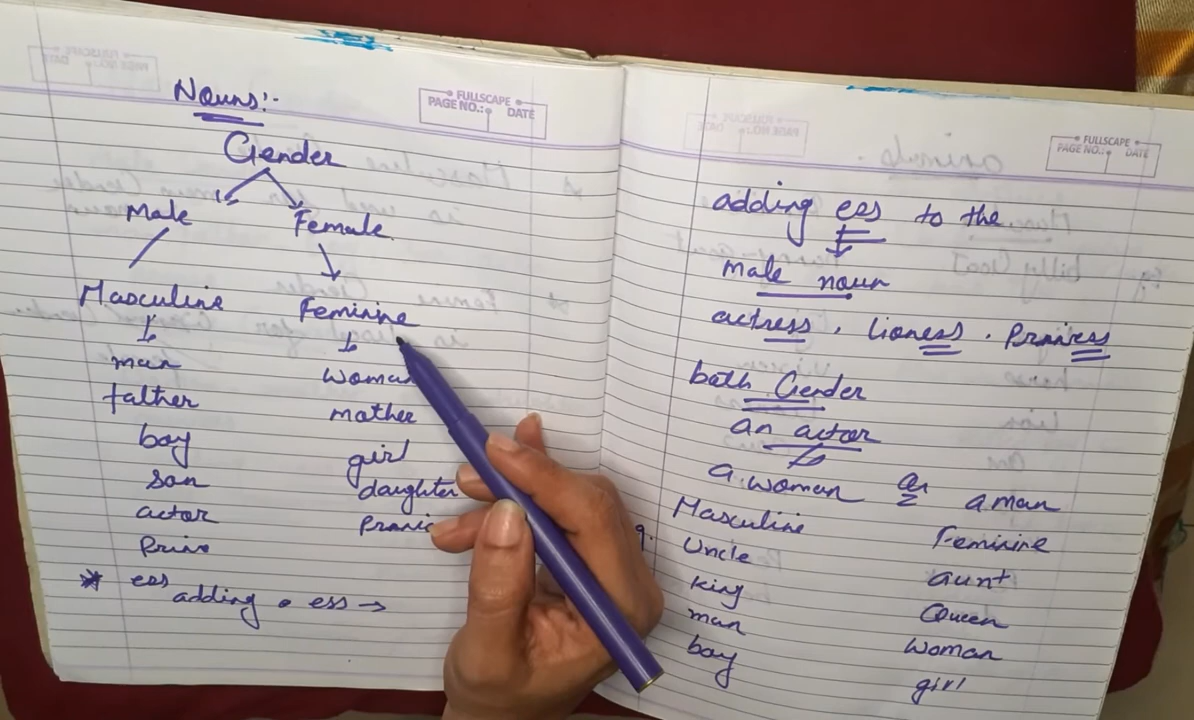 Nouns:-
FULLSCAPE
PAGE NO.: DATE
Gender
Male Female
Masculine Feminine
man woman
father mother
boy girl
son daughter
actor
ess
adding ess →
FULLSCAPE
PAGE NO.: DATE
adding ess to the
male noun
actress, lioness, Princess
both Gender
an actor
a woman or a man
Masculine Feminine
Uncle aunt
king Queen
man woman
boy girl